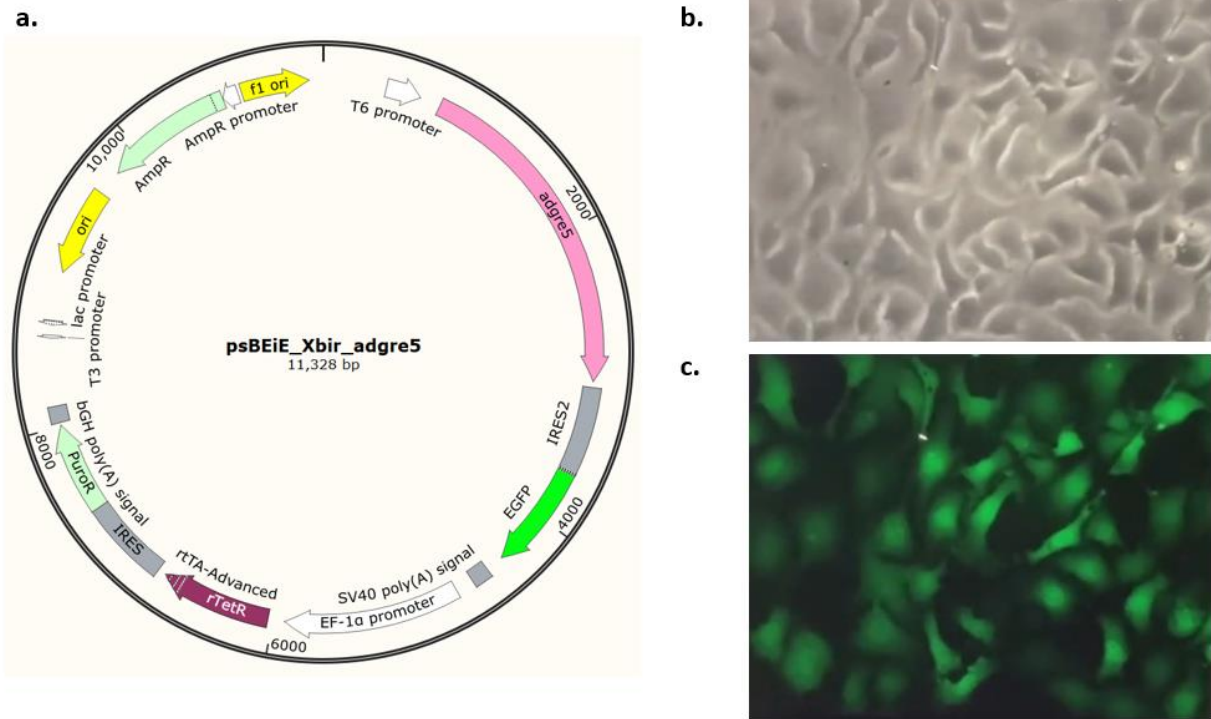 a.
f1 ori
AmpR promoter
AmpR
10,000
ori
lac promoter
T3 promoter
T6 promoter
adgre5
2000
psBEiE_Xbir_adgre5
11,328 bp
IRES2
EGFP
4000
SV40 poly(A) signal
EF-1α promoter
6000
rtTA-Advanced
rTetR
IRES
PuroR
bGH poly(A) signal
8000
b.
c.